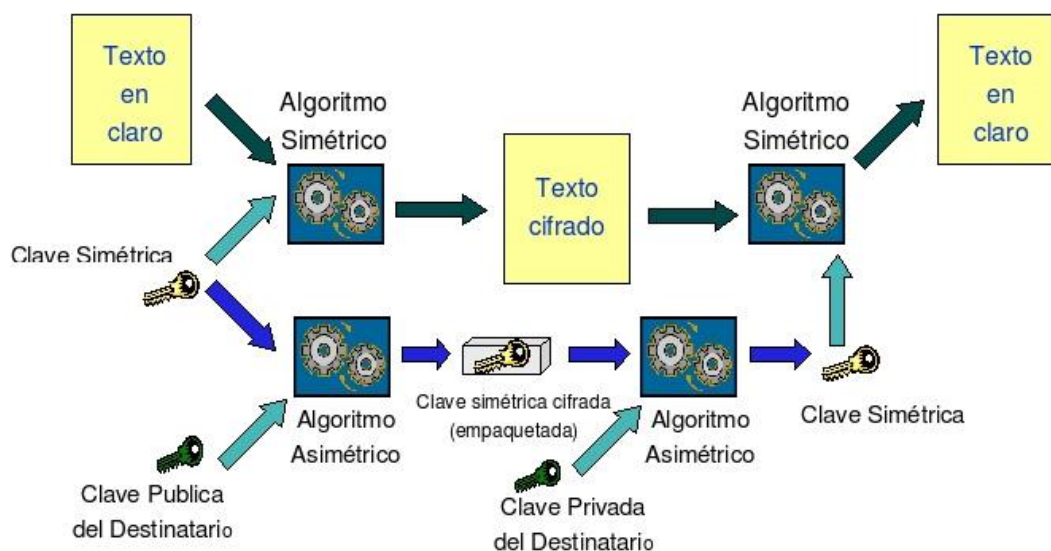 Texto
en
claro
Algoritmo
Simétrico
Texto
cifrado
Algoritmo
Simétrico
Texto
en
claro
Clave Simétrica
Algoritmo
Asimétrico
Clave simétrica cifrada
(empaquetada)
Algoritmo
Asimétrico
Clave Simétrica
Clave Publica
del Destinatario
Clave Privada
del Destinatario